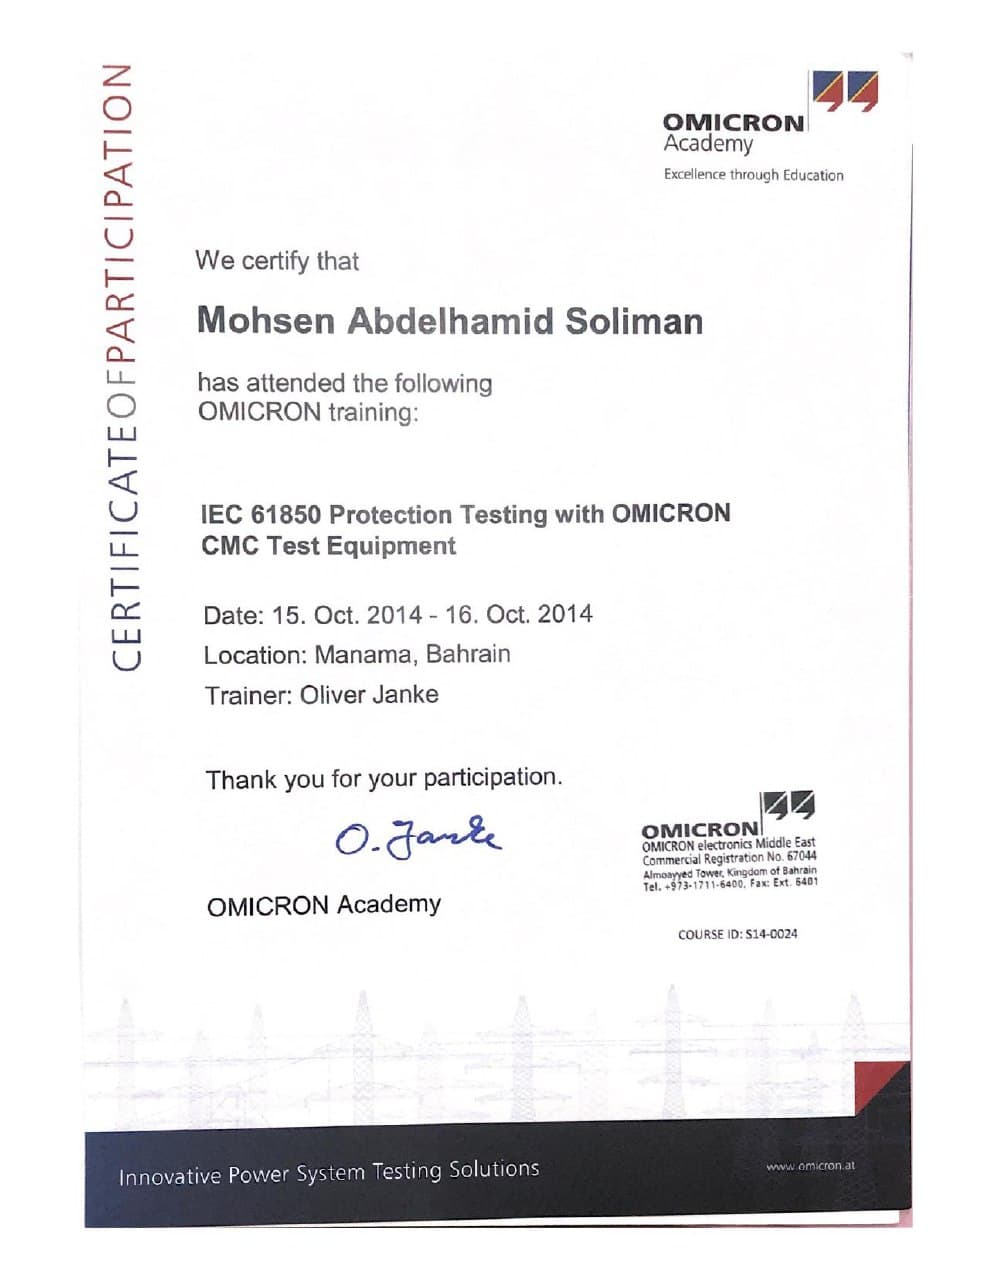 CERTIFICATEOFPARTICIPATION
OMICRON
Academy
Excellence through Education
We certify that
Mohsen Abdelhamid Soliman
has attended the following
OMICRON training:
IEC 61850 Protection Testing with OMICRON
CMC Test Equipment
Date: 15. Oct. 2014 - 16. Oct. 2014
Location: Manama, Bahrain
Trainer: Oliver Janke
Thank you for your participation.
O. Janke
OMICRON Academy
OMICRON
OMICRON electronics Middle East
Commercial Registration No. 67044
Almoayyed Tower, Kingdom of Bahrain
Tel. +973-1711-6400, Fax: Ext. 6401
COURSE ID: S14-0024
Innovative Power System Testing Solutions
www.omicron.at